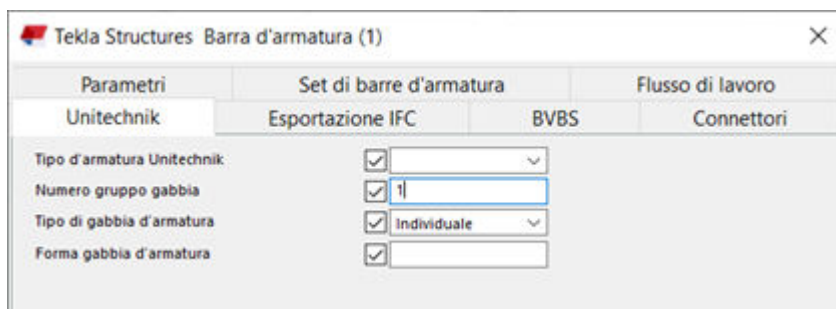 Tekla Structures Barra d'armatura (1)
Parametri Set di barre d'armatura Flusso di lavoro
Unitechnik Esportazione IFC BVBS Connettori
Tipo d'armatura Unitechnik
Numero gruppo gabbia 1
Tipo di gabbia d'armatura Individuale
Forma gabbia d'armatura